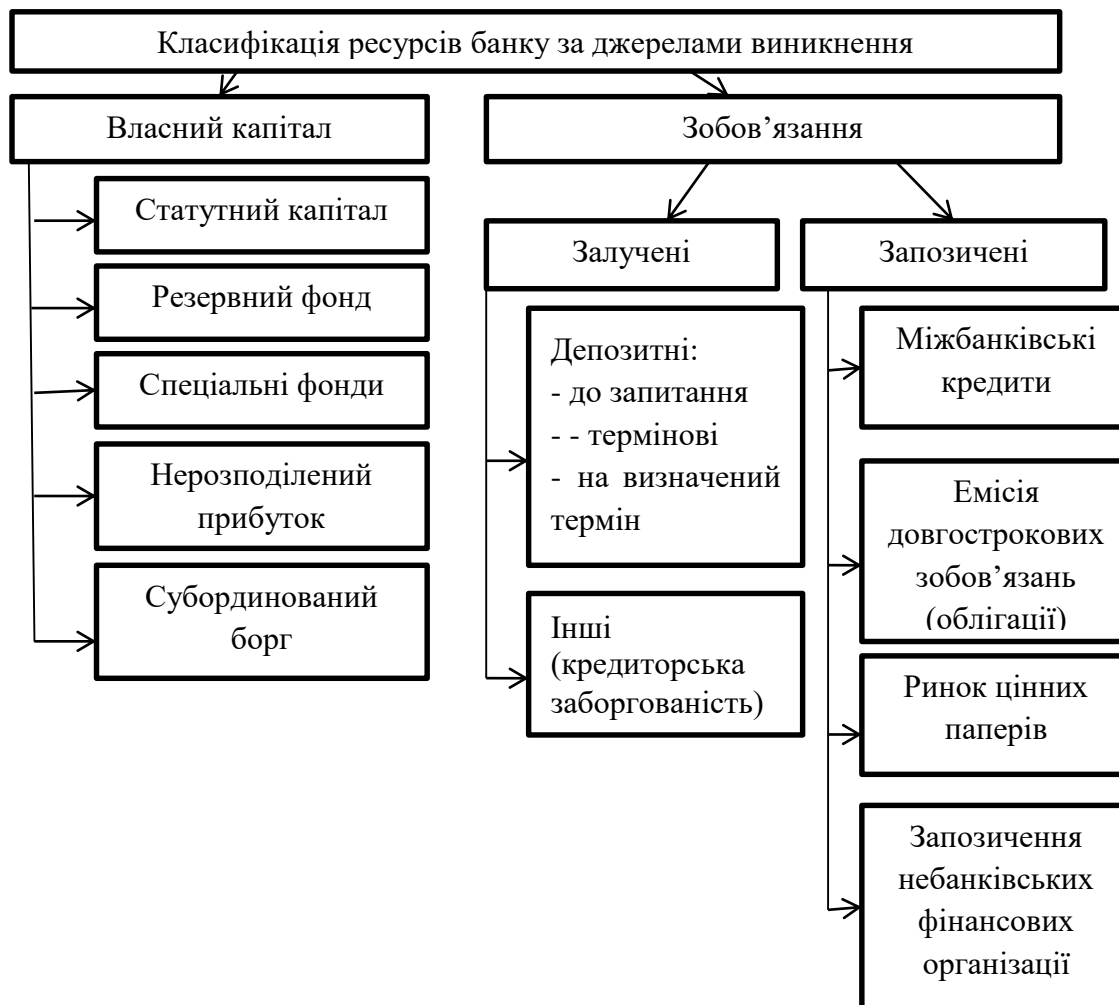 Класифікація ресурсів банку за джерелами виникнення
Власний капітал
Зобов’язання
Статутний капітал
Резервний фонд
Спеціальні фонди
Нерозподілений
прибуток
Субординований
борг
Залучені
Запозичені
Депозитні:
- до запитання
- - термінові
- на визначений
термін
Інші
(кредиторська
заборгованість)
Міжбанківські
кредити
Емісія
довгострокових
зобов’язань
(облігації)
Ринок цінних
паперів
Запозичення
небанківських
фінансових
організації